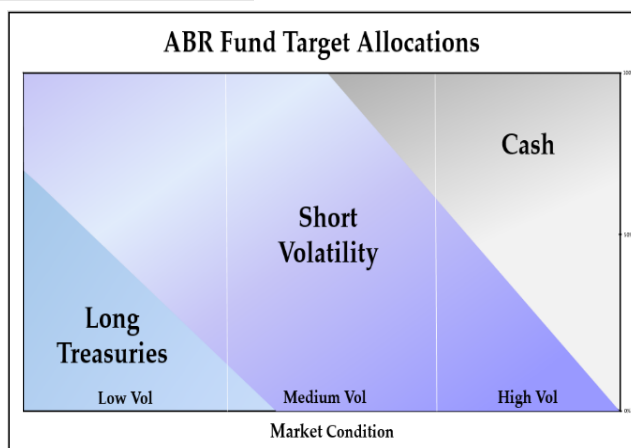 ABR Fund Target Allocations
Cash
Short
Volatility
Long
Treasuries
Low Vol
Medium Vol
High Vol
Market Condition